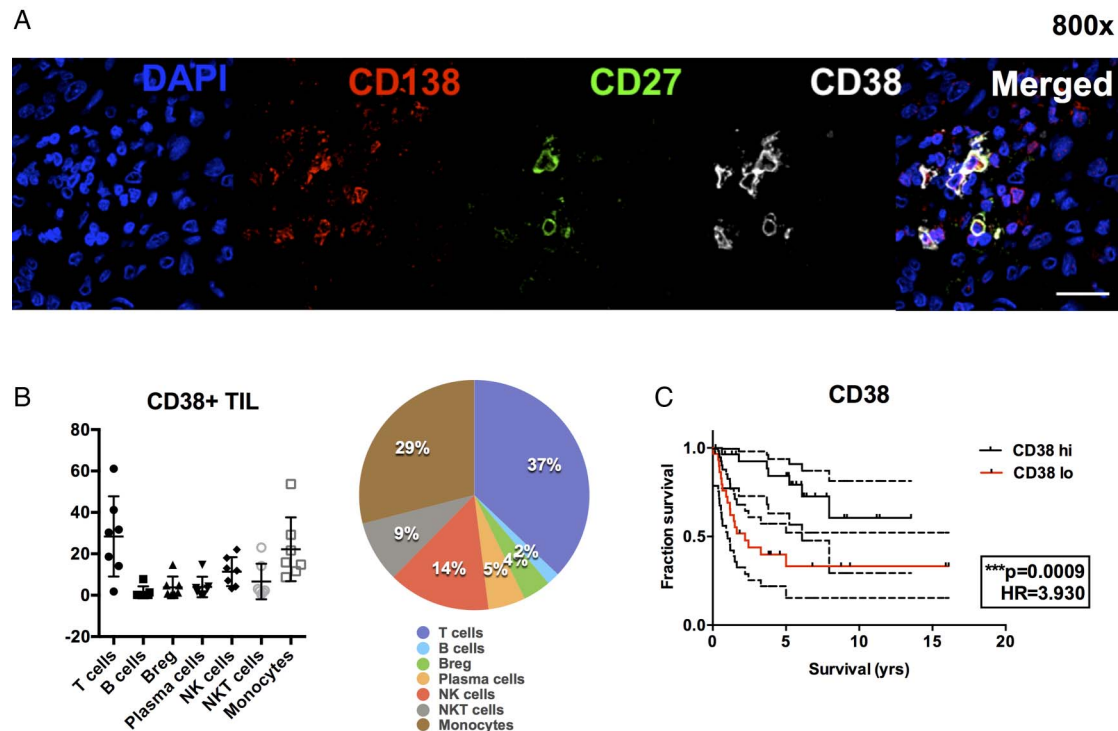 A
800x
DAPI CD138 CD27 CD38 Merged
B
CD38+ TIL
80
60
40
20
0
-20
T cells
B cells
Breg
Plasma cells
NK cells
NKT cells
Monocytes
37%
2%
4%
5%
14%
9%
29%
T cells
B cells
Breg
Plasma cells
NK cells
NKT cells
Monocytes
C
CD38
Fraction survival
1.0
0.5
0.0
0 5 10 15 20
Survival (yrs)
CD38 hi
CD38 lo
***p=0.0009
HR=3.930